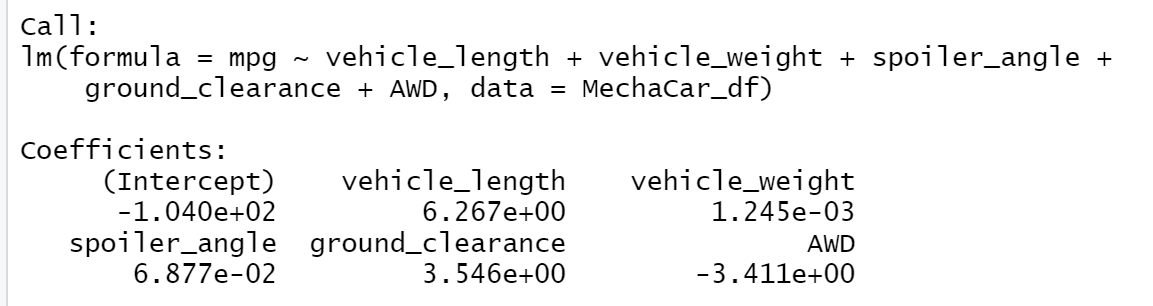 Call:
lm(formula = mpg ~ vehicle_length + vehicle_weight + spoiler_angle +
    ground_clearance + AWD, data = MechaCar_df)

Coefficients:
     (Intercept)    vehicle_length    vehicle_weight
      -1.040e+02         6.267e+00         1.245e-03
   spoiler_angle  ground_clearance               AWD
       6.877e-02         3.546e+00        -3.411e+00